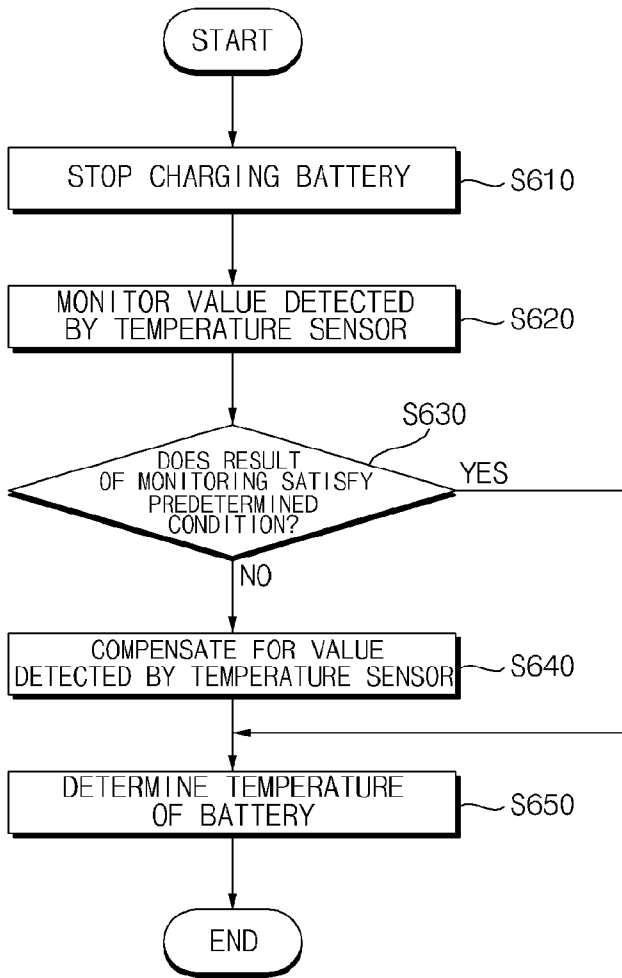 START
STOP CHARGING BATTERY
S610
MONITOR VALUE DETECTED
BY TEMPERATURE SENSOR
S620
S630
DOES RESULT
OF MONITORING SATISFY
PREDETERMINED
CONDITION?
YES
NO
COMPENSATE FOR VALUE
DETECTED BY TEMPERATURE SENSOR
S640
DETERMINE TEMPERATURE
OF BATTERY
S650
END